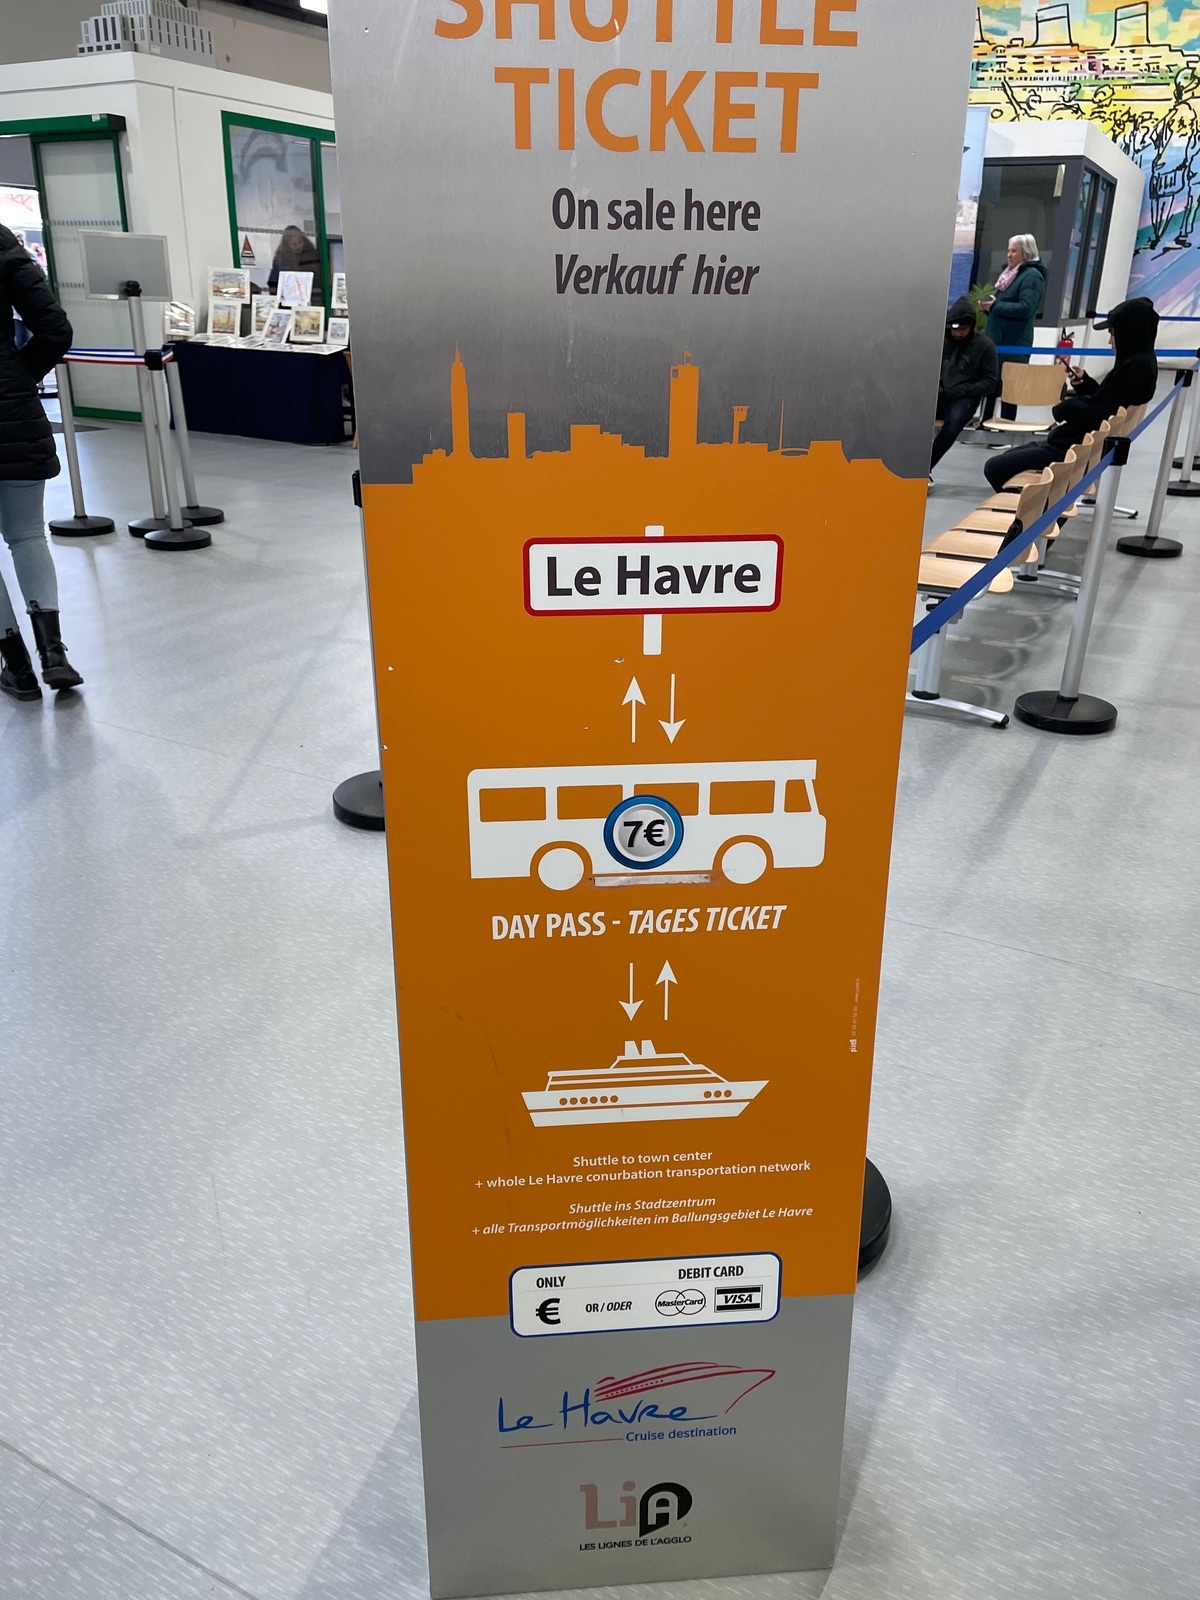 SHUTTLE
TICKET
On sale here
Verkauf hier
Le Havre
7€
DAY PASS - TAGES TICKET
Shuttle to town center
+ whole Le Havre conurbation transportation network
Shuttle ins Stadtzentrum
+ alle Transportmöglichkeiten im Ballungsgebiet Le Havre
ONLY DEBIT CARD
€ OR / ODER MasterCard VISA
Le Havre
Cruise destination
LiA
LES LIGNES DE L'AGGLO